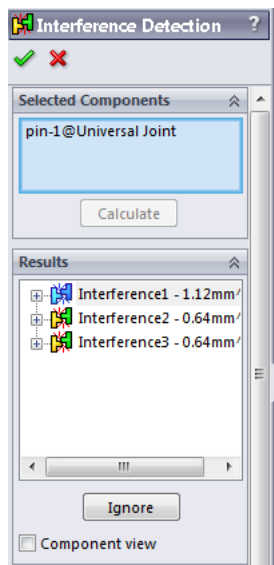 Interference Detection ?
Selected Components
pin-1@Universal Joint
Calculate
Results
Interference1 - 1.12mm^
Interference2 - 0.64mm^
Interference3 - 0.64mm^
Ignore
Component view